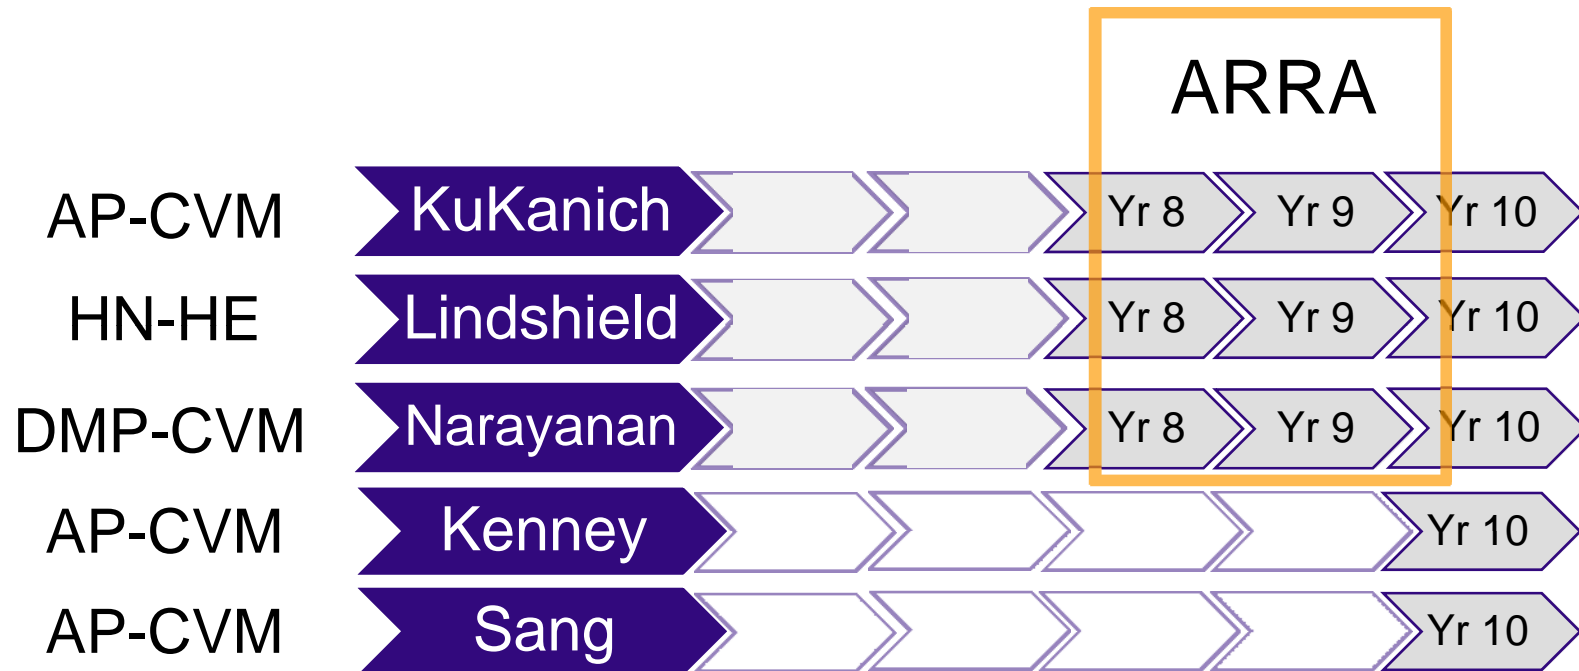 ARRA
AP-CVM KuKanich Yr 8 Yr 9 Yr 10
HN-HE Lindshield Yr 8 Yr 9 Yr 10
DMP-CVM Narayanan Yr 8 Yr 9 Yr 10
AP-CVM Kenney Yr 10
AP-CVM Sang Yr 10